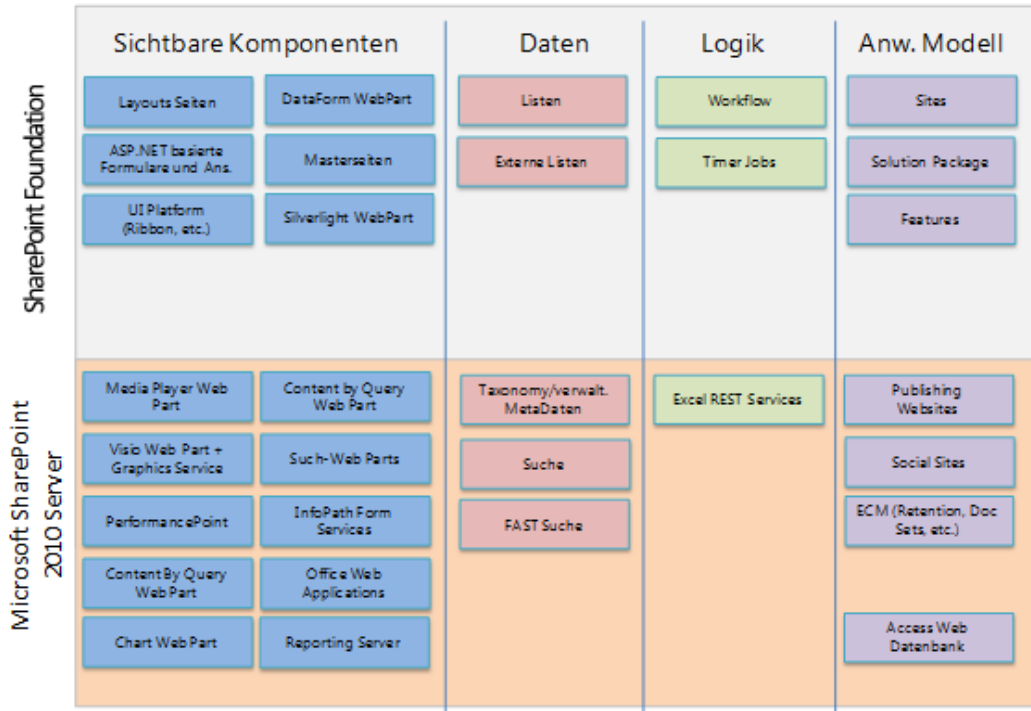 Sichtbare Komponenten
Daten
Logik
Anw. Modell
SharePoint Foundation
Layouts Seiten
DataForm WebPart
Listen
Workflow
Sites
ASP.NET basierte
Formulare und Ans.
Masterseiten
Externe Listen
Timer Jobs
Solution Package
UI Platform
(Ribbon, etc.)
Silverlight WebPart
Features
Microsoft SharePoint
2010 Server
Media Player Web
Part
Content by Query
Web Part
Taxonomy/verwalt.
MetaDaten
Excel REST Services
Publishing
Websites
Visio Web Part +
Graphics Service
Such-Web Parts
Suche
Social Sites
PerformancePoint
InfoPath Form
Services
FAST Suche
ECM (Retention, Doc
Sets, etc.)
Content By Query
Web Part
Office Web
Applications
Chart WebPart
Reporting Server
Access Web
Datenbank